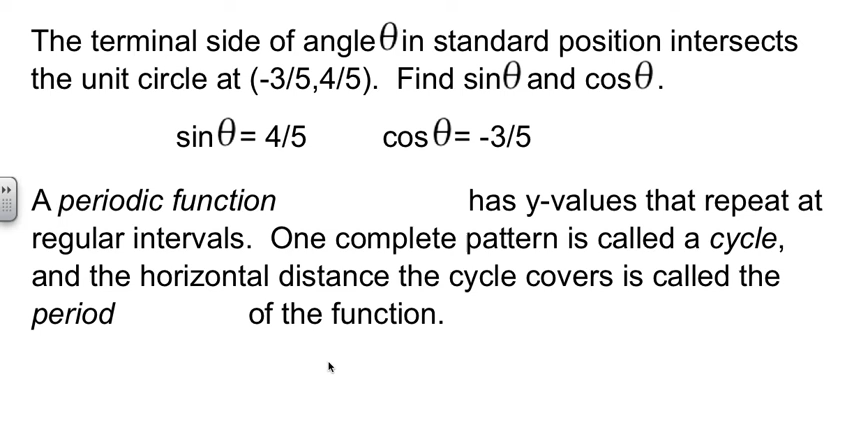 The terminal side of angle θ in standard position intersects
the unit circle at (-3/5,4/5).  Find sinθ and cosθ.
sinθ= 4/5 cosθ= -3/5
A periodic function has y-values that repeat at
regular intervals.  One complete pattern is called a cycle,
and the horizontal distance the cycle covers is called the
period of the function.